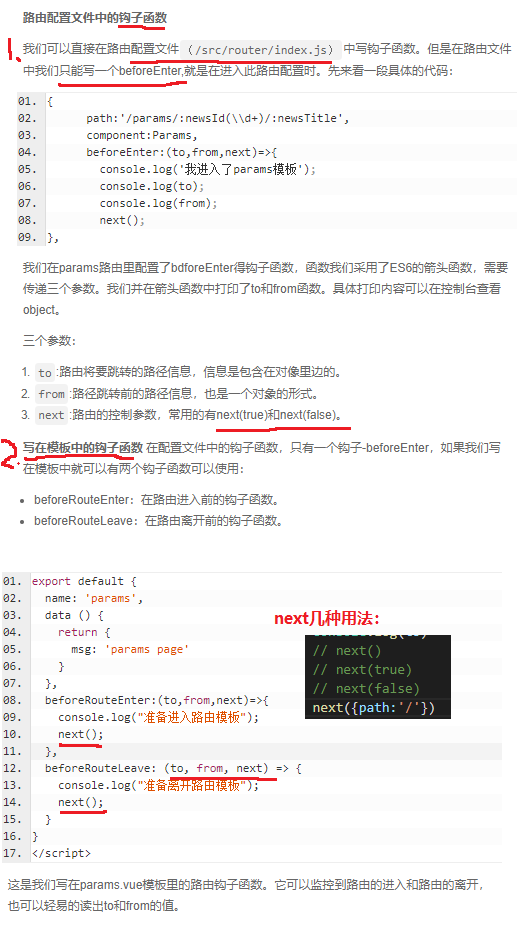 路由配置文件中的钩子函数
1.
我们可以直接在路由配置文件 (/src/router/index.js) 中写钩子函数。但是在路由文件
中我们只能写一个beforeEnter,就是在进入此路由配置时。先来看一段具体的代码：
01. {
02. path:'/params/:newsId(\\d+)/:newsTitle',
03. component:Params,
04. beforeEnter:(to,from,next)=>{
05. console.log('我进入了params模板');
06. console.log(to);
07. console.log(from);
08. next();
09. },
我们在params路由里配置了bdforeEnter得钩子函数，函数我们采用了ES6的箭头函数，需要
传递三个参数。我们并在箭头函数中打印了to和from函数。具体打印内容可以在控制台查看
object。
三个参数：
1. to :路由将要跳转的路径信息，信息是包含在对像里边的。
2. from :路径跳转前的路径信息，也是一个对象的形式。
3. next :路由的控制参数，常用的有next(true)和next(false)。
2.
写在模板中的钩子函数 在配置文件中的钩子函数，只有一个钩子-beforeEnter，如果我们写
在模板中就可以有两个钩子函数可以使用：
• beforeRouteEnter：在路由进入前的钩子函数。
• beforeRouteLeave：在路由离开前的钩子函数。
01. export default {
02. name: 'params',
03. data () {
04. return {
05. msg: 'params page'
06. }
07. },
08. beforeRouteEnter:(to,from,next)=>{
09. console.log("准备进入路由模板");
10. next();
11. },
12. beforeRouteLeave: (to, from, next) => {
13. console.log("准备离开路由模板");
14. next();
15. }
16. }
17. </script>
next几种用法：
// next()
// next(true)
// next(false)
next({path:'/'})
这是我们写在params.vue模板里的路由钩子函数。它可以监控到路由的进入和路由的离开，
也可以轻易的读出to和from的值。